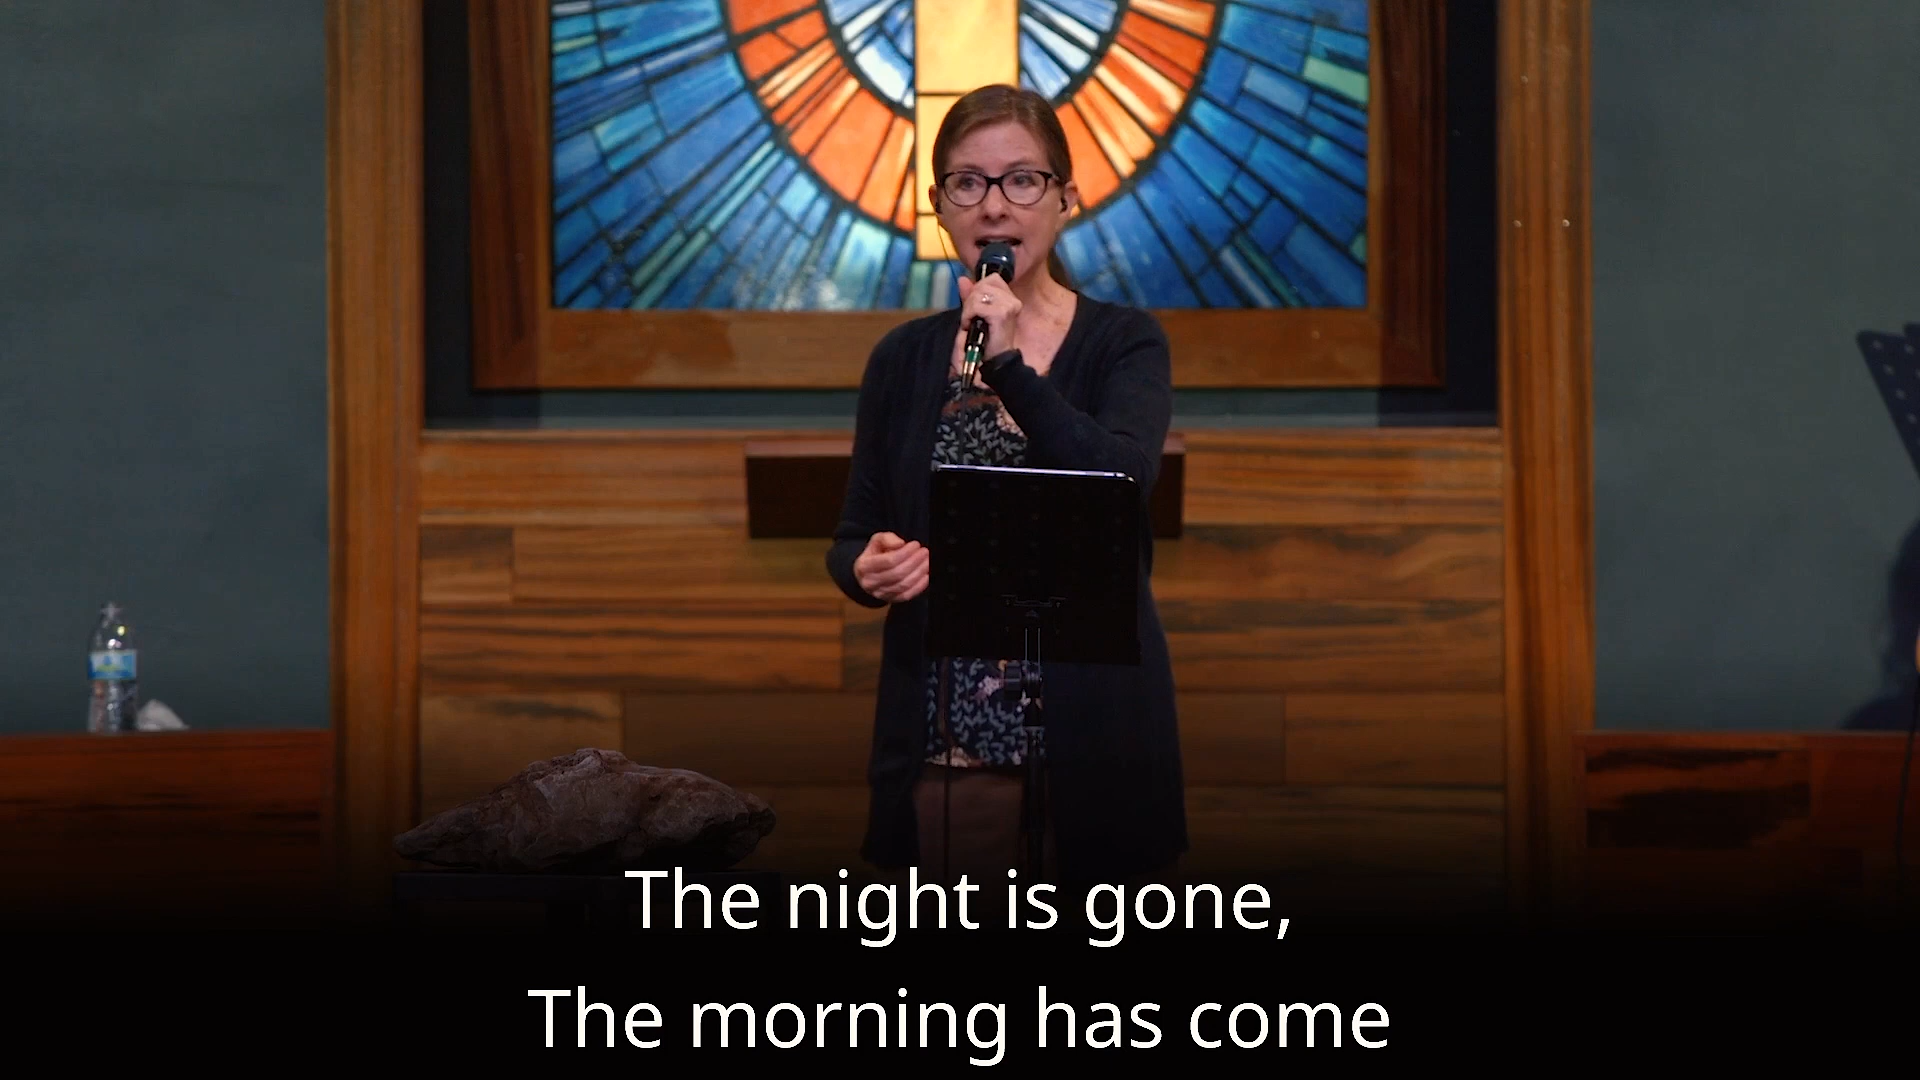 The night is gone,
The morning has come